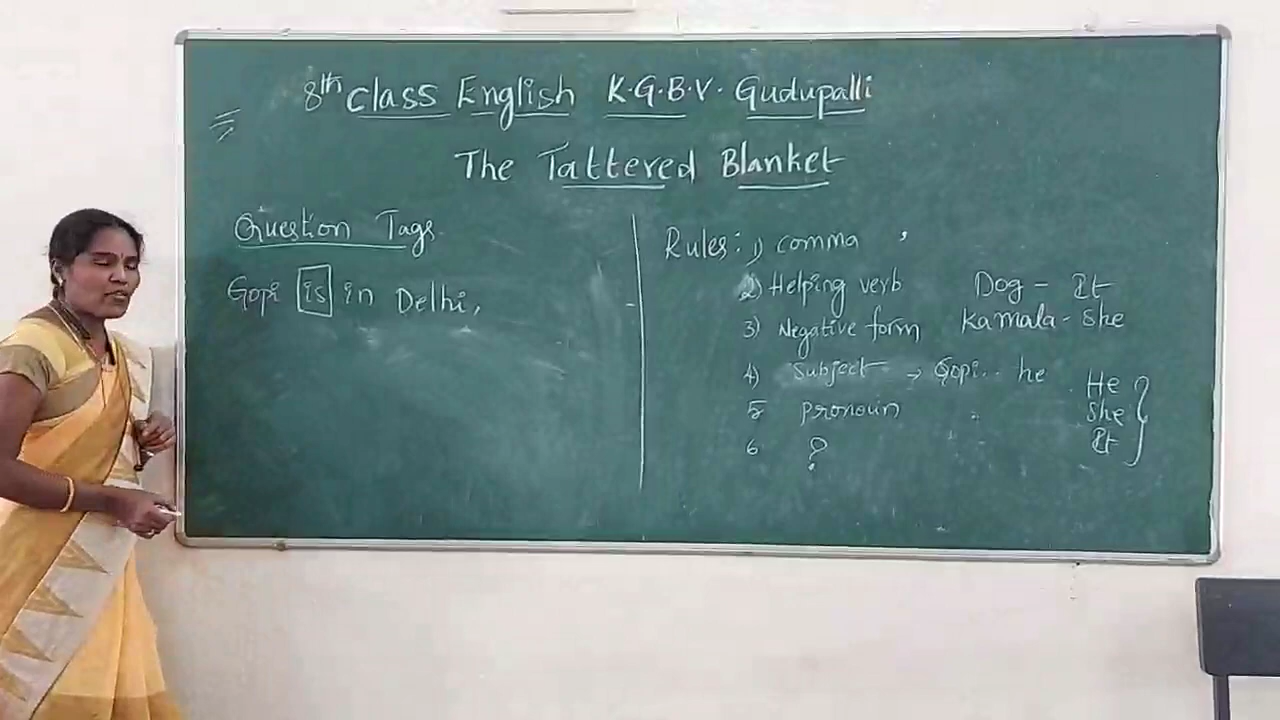 8th class English K.G.B.V. Gudupalli
The Tattered Blanket
Question Tags
Gopi is in Delhi,
Rules: 1) comma ,
2) Helping verb
3) Negative form
4) Subject → Gopi.. he
5 pronoun
6 ?
Dog - It
Kamala - She
He
She
It